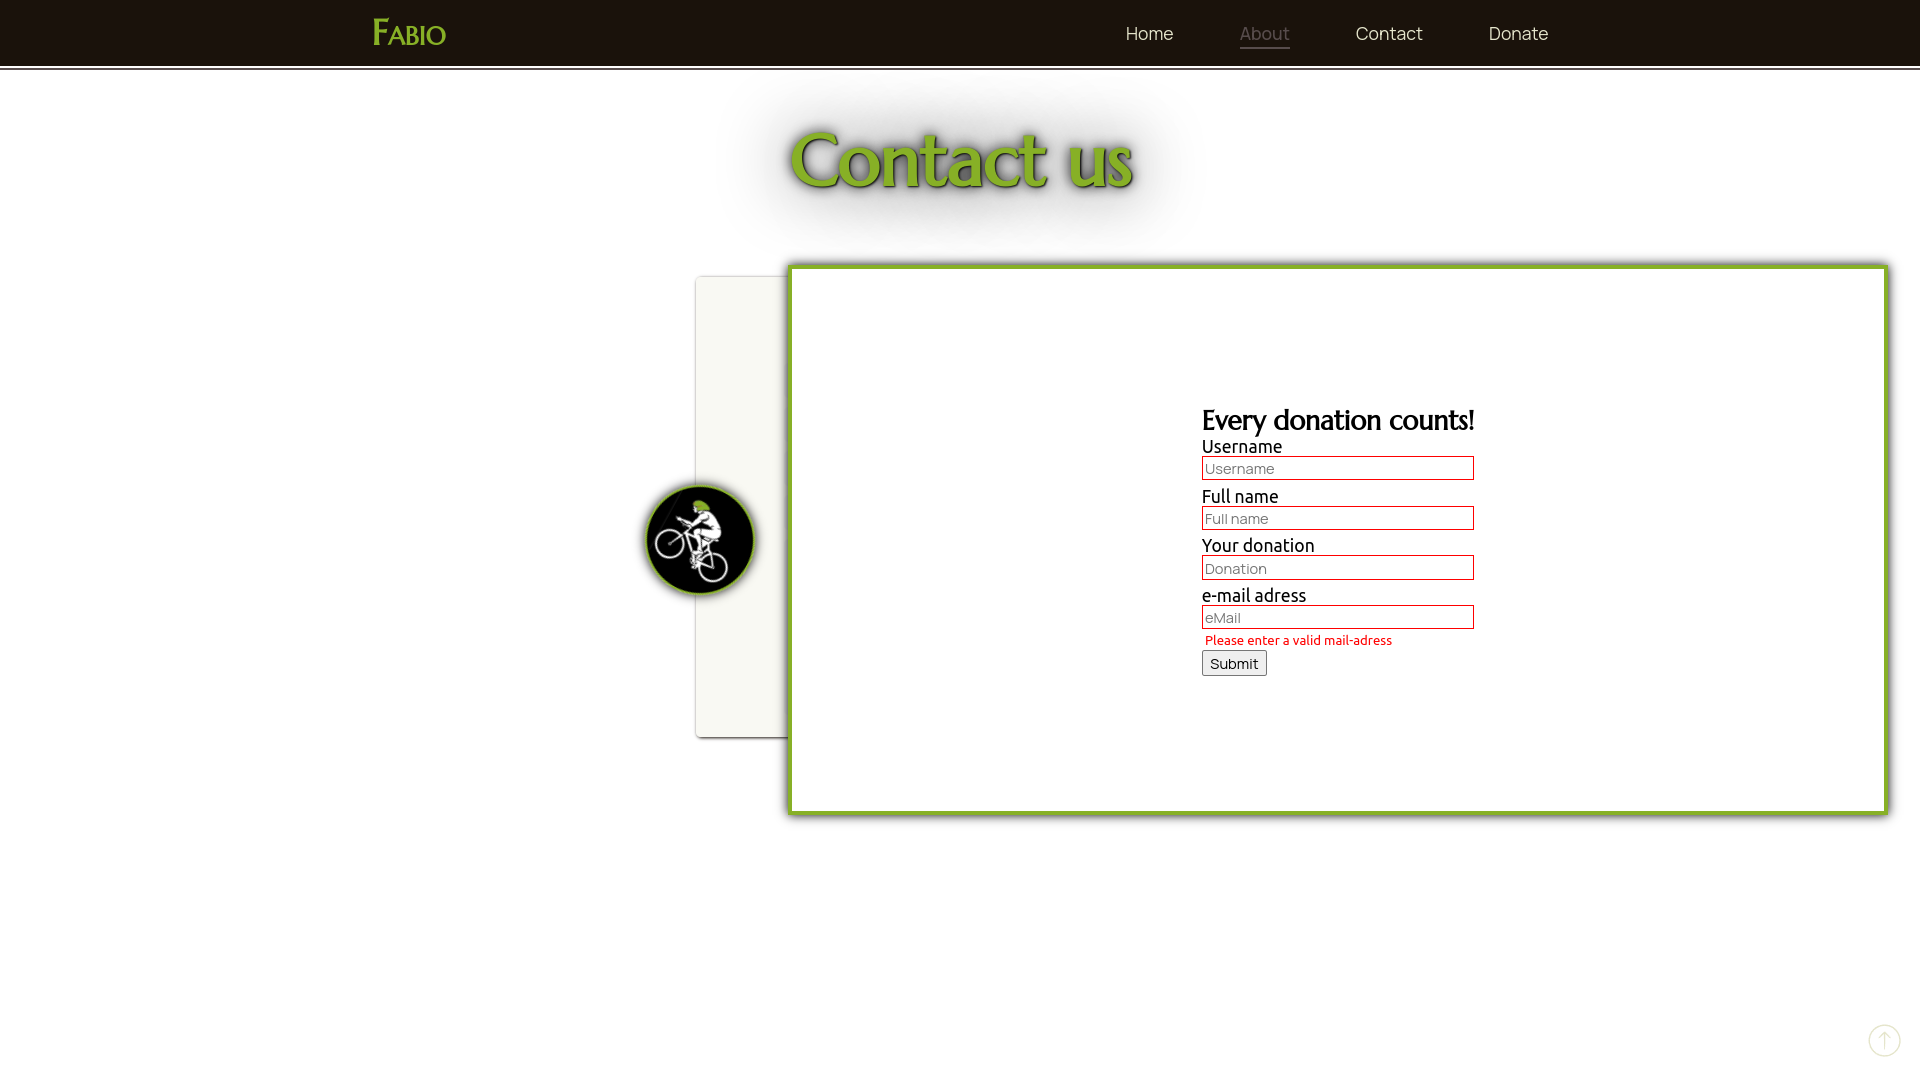 Fabio
Home
About
Contact
Donate
Contact us
Every donation counts!
Username
Username
Full name
Full name
Your donation
Donation
e-mail adress
eMail
Please enter a valid mail-adress
Submit